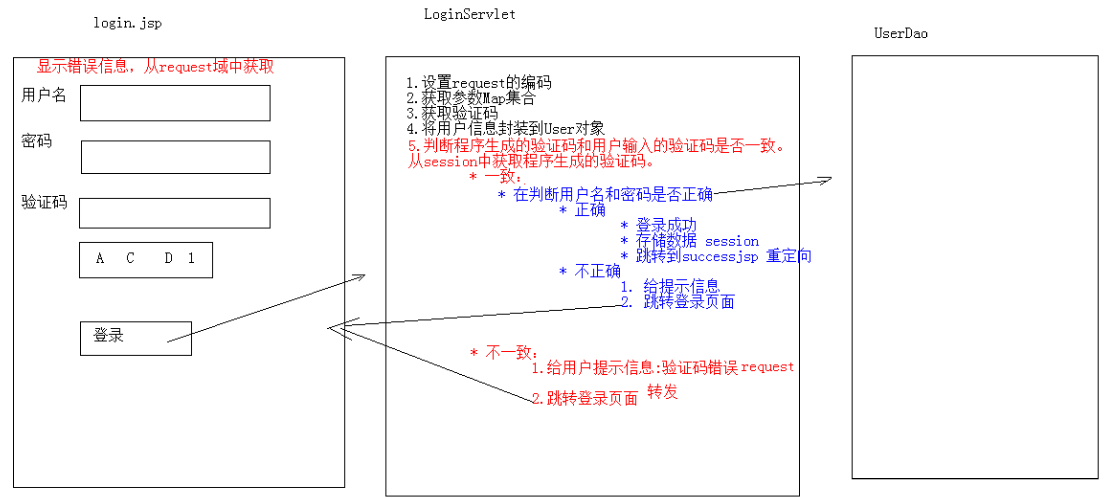 login.jsp
显示错误信息，从request域中获取
用户名
密码
验证码
A C D 1
登录
LoginServlet
1.设置request的编码
2.获取参数Map集合
3.获取验证码
4.将用户信息封装到User对象
5.判断程序生成的验证码和用户输入的验证码是否一致。
从session中获取程序生成的验证码。
* 一致：
* 在判断用户名和密码是否正确
* 正确
* 登录成功
* 存储数据 session
* 跳转到successjsp 重定向
* 不正确
1. 给提示信息
2. 跳转登录页面
* 不一致：
1.给用户提示信息:验证码错误 request
2.跳转登录页面 转发
UserDao